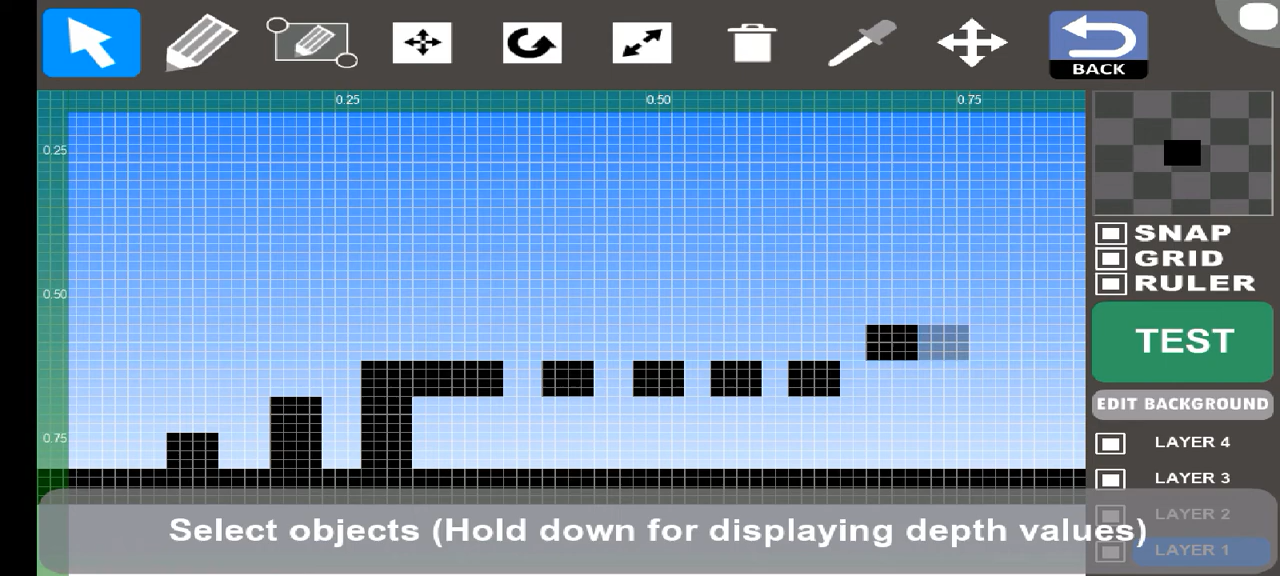 BACK
0.25 0.50 0.75
0.25
SNAP
GRID
RULER
0.50
TEST
EDIT BACKGROUND
0.75
LAYER 4
LAYER 3
LAYER 2
Select objects (Hold down for displaying depth values)
LAYER 1